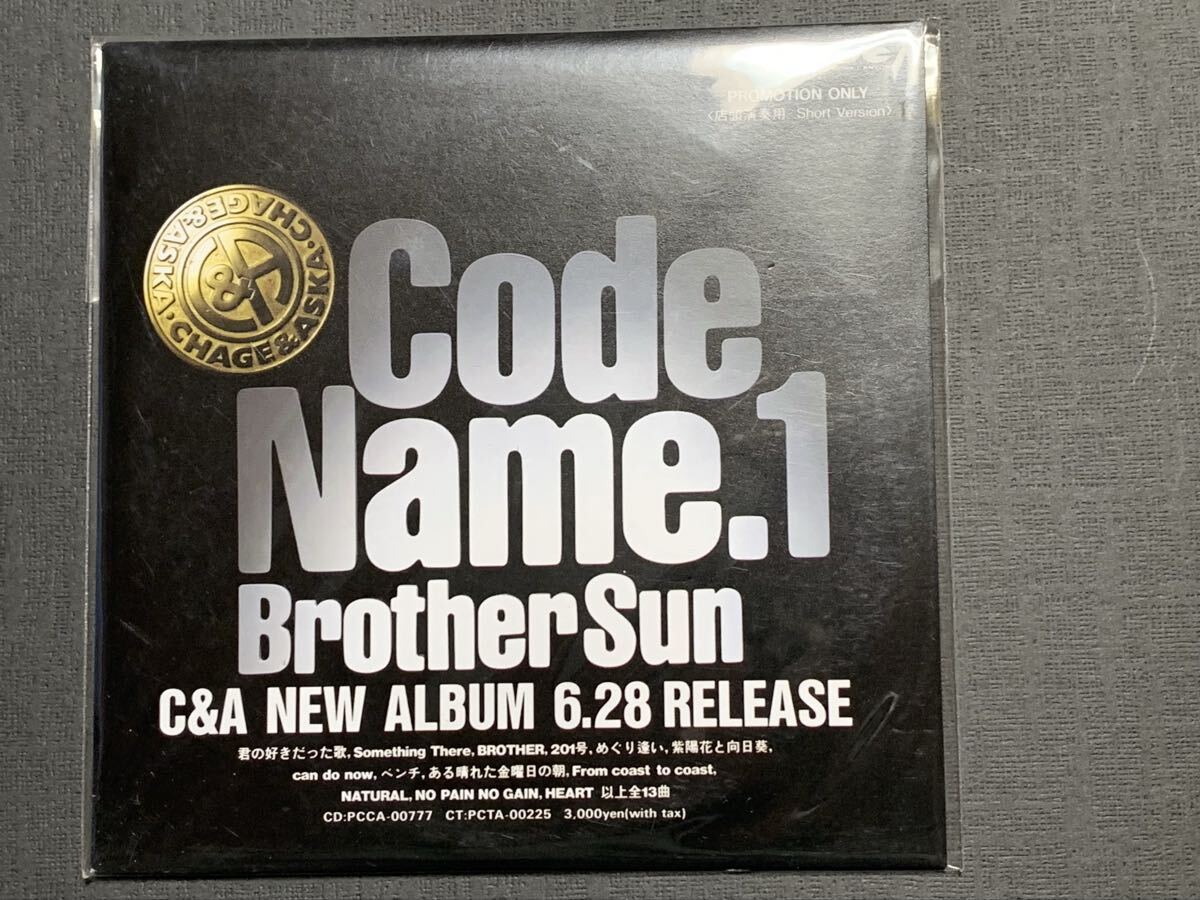 PROMOTION ONLY
〈店頭演奏用 Short Version〉
CHAGE&ASKA・CHAGE&ASKA・
C&A
Code
Name.1
Brother Sun
C&A NEW ALBUM 6.28 RELEASE
君の好きだった歌, Something There, BROTHER, 201号, めぐり逢い, 紫陽花と向日葵,
can do now, ベンチ, ある晴れた金曜日の朝, From coast to coast,
NATURAL, NO PAIN NO GAIN, HEART 以上全13曲
CD:PCCA-00777 CT:PCTA-00225 3,000yen(with tax)